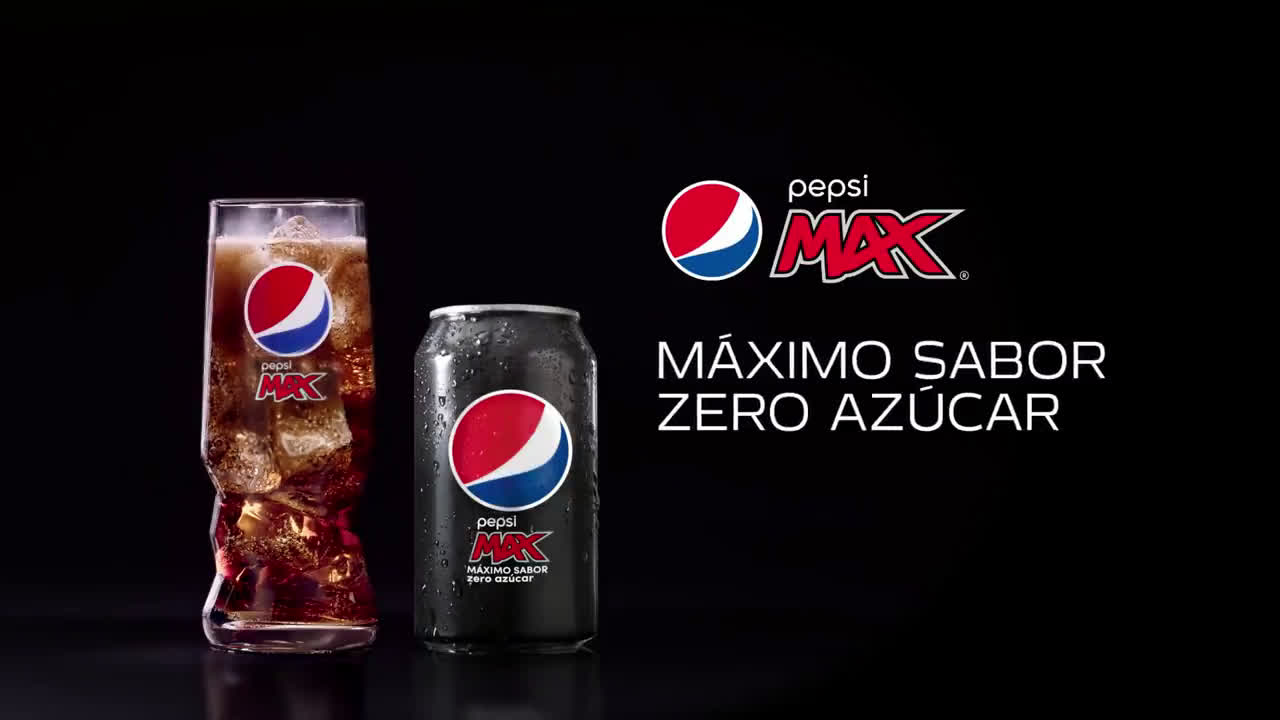 pepsi
MAX
pepsi
MAX
MÁXIMO SABOR
zero azúcar
pepsi
MAX®
MÁXIMO SABOR
ZERO AZÚCAR